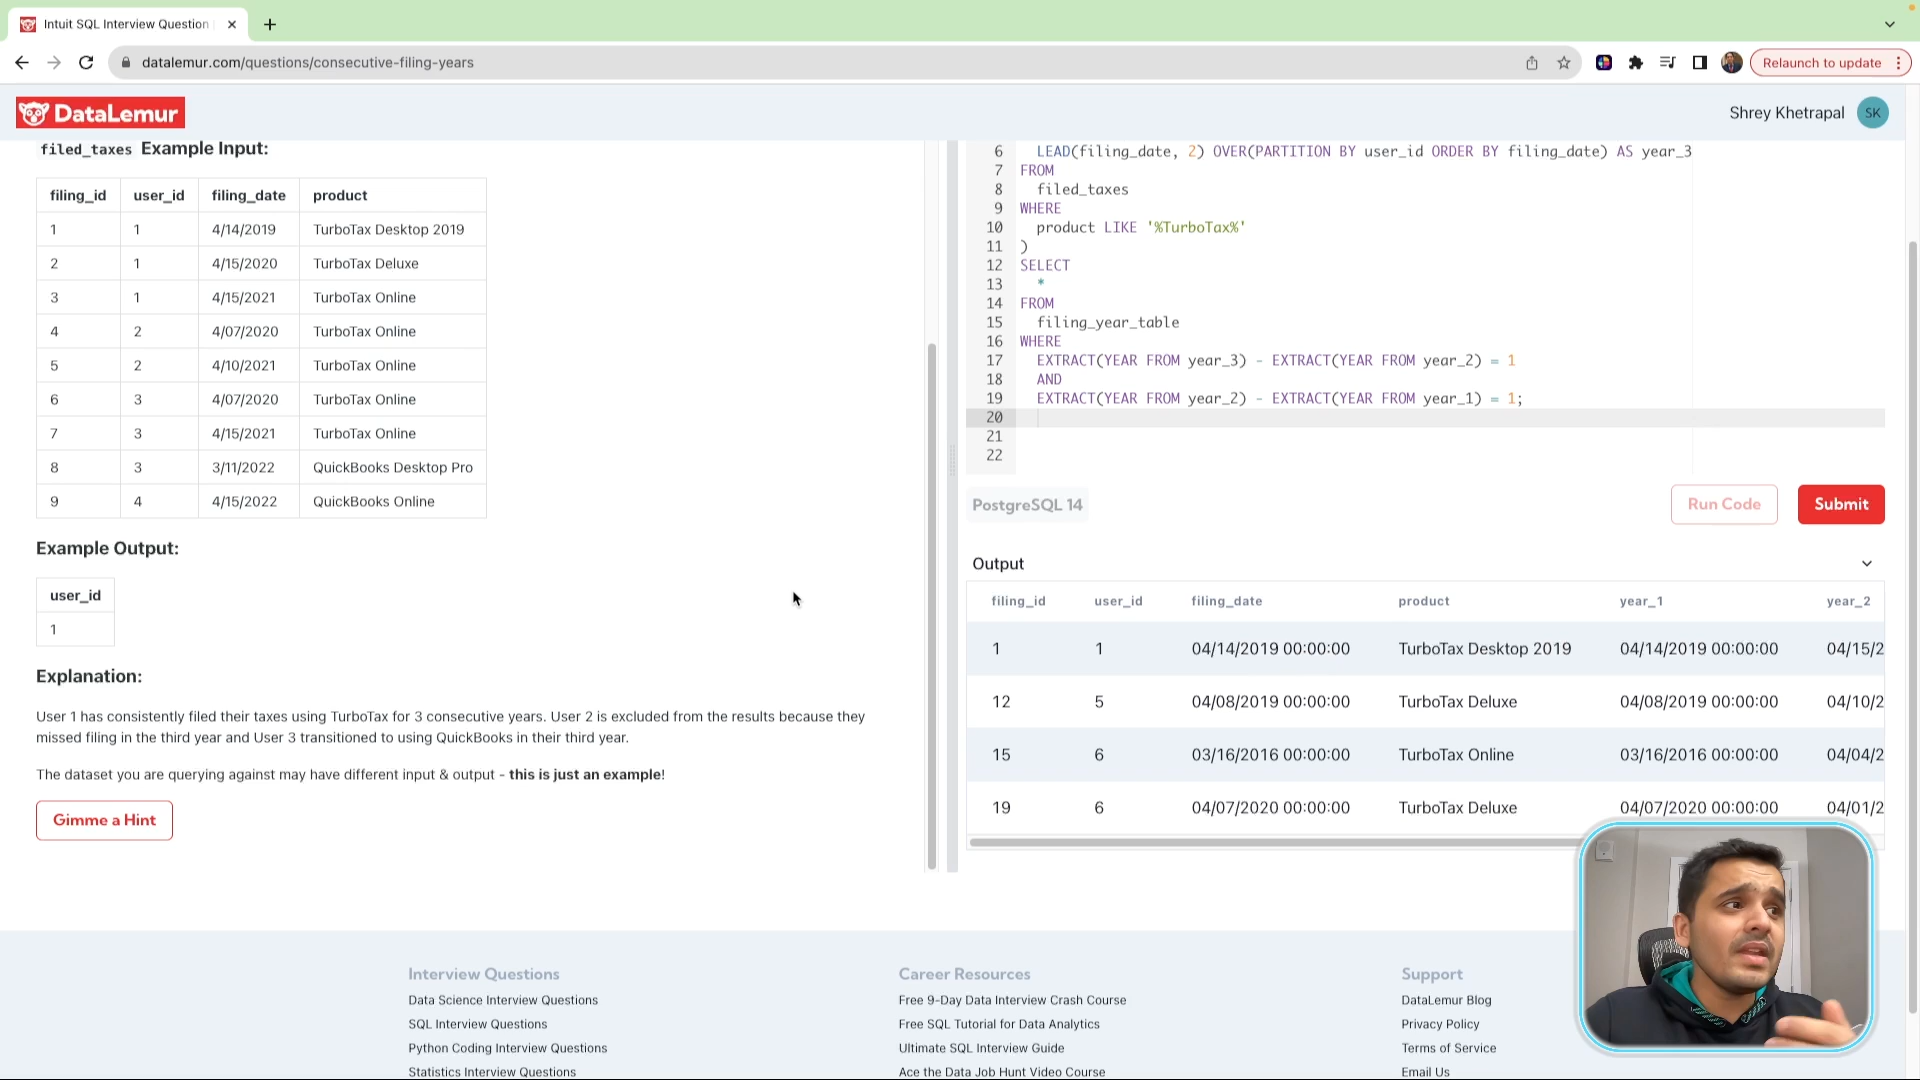 Intuit SQL Interview Question
datalemur.com/questions/consecutive-filing-years
Relaunch to update
DataLemur
Shrey Khetrapal
SK
filed_taxes Example Input:
filing_id user_id filing_date product
1 1 4/14/2019 TurboTax Desktop 2019
2 1 4/15/2020 TurboTax Deluxe
3 1 4/15/2021 TurboTax Online
4 2 4/07/2020 TurboTax Online
5 2 4/10/2021 TurboTax Online
6 3 4/07/2020 TurboTax Online
7 3 4/15/2021 TurboTax Online
8 3 3/11/2022 QuickBooks Desktop Pro
9 4 4/15/2022 QuickBooks Online
Example Output:
user_id
1
Explanation:
User 1 has consistently filed their taxes using TurboTax for 3 consecutive years. User 2 is excluded from the results because they
missed filing in the third year and User 3 transitioned to using QuickBooks in their third year.
The dataset you are querying against may have different input & output - this is just an example!
Gimme a Hint
6 LEAD(filing_date, 2) OVER(PARTITION BY user_id ORDER BY filing_date) AS year_3
7 FROM
8 filed_taxes
9 WHERE
10 product LIKE '%TurboTax%'
11 )
12 SELECT
13 *
14 FROM
15 filing_year_table
16 WHERE
17 EXTRACT(YEAR FROM year_3) - EXTRACT(YEAR FROM year_2) = 1
18 AND
19 EXTRACT(YEAR FROM year_2) - EXTRACT(YEAR FROM year_1) = 1;
20
21
22
PostgreSQL 14
Run Code
Submit
Output
filing_id user_id filing_date product year_1 year_2
1 1 04/14/2019 00:00:00 TurboTax Desktop 2019 04/14/2019 00:00:00 04/15/2
12 5 04/08/2019 00:00:00 TurboTax Deluxe 04/08/2019 00:00:00 04/10/2
15 6 03/16/2016 00:00:00 TurboTax Online 03/16/2016 00:00:00 04/04/2
19 6 04/07/2020 00:00:00 TurboTax Deluxe 04/07/2020 00:00:00 04/01/2
Interview Questions
Data Science Interview Questions
SQL Interview Questions
Python Coding Interview Questions
Statistics Interview Questions
Career Resources
Free 9-Day Data Interview Crash Course
Free SQL Tutorial for Data Analytics
Ultimate SQL Interview Guide
Ace the Data Job Hunt Video Course
Support
DataLemur Blog
Privacy Policy
Terms of Service
Email Us